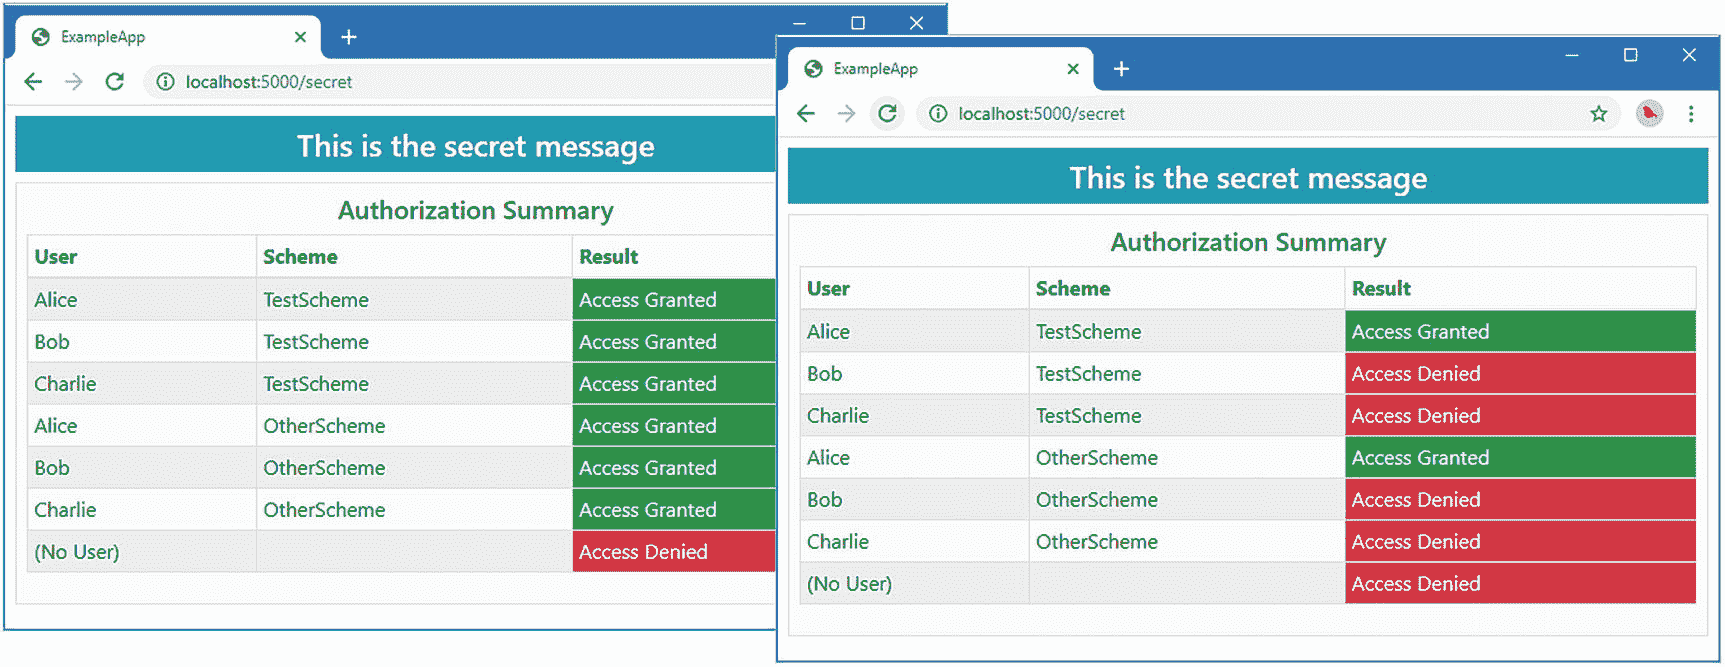 ExampleApp
localhost:5000/secret
This is the secret message
Authorization Summary
User Scheme Result
Alice TestScheme Access Granted
Bob TestScheme Access Granted
Charlie TestScheme Access Granted
Alice OtherScheme Access Granted
Bob OtherScheme Access Granted
Charlie OtherScheme Access Granted
(No User) Access Denied
ExampleApp
localhost:5000/secret
This is the secret message
Authorization Summary
User Scheme Result
Alice TestScheme Access Granted
Bob TestScheme Access Denied
Charlie TestScheme Access Denied
Alice OtherScheme Access Granted
Bob OtherScheme Access Denied
Charlie OtherScheme Access Denied
(No User) Access Denied